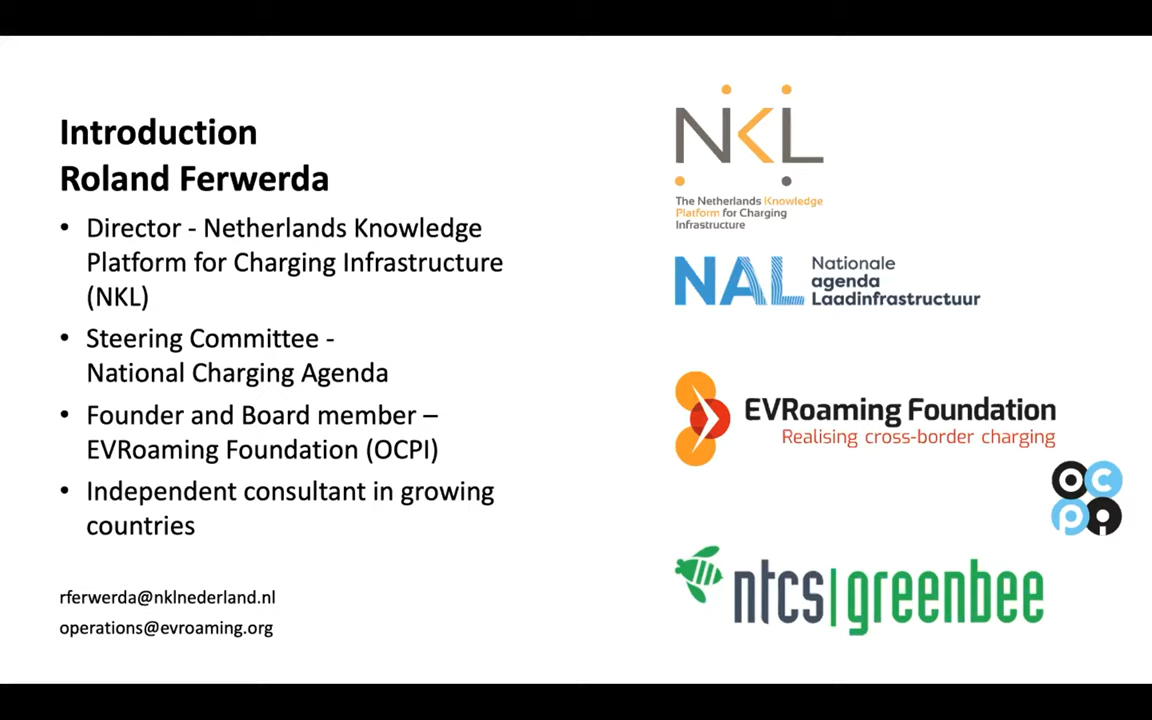 Introduction
Roland Ferwerda
• Director - Netherlands Knowledge
Platform for Charging Infrastructure
(NKL)
• Steering Committee -
National Charging Agenda
• Founder and Board member –
EVRoaming Foundation (OCPI)
• Independent consultant in growing
countries
rferwerda@nklnederland.nl
operations@evroaming.org
NKL
The Netherlands Knowledge
Platform for Charging
Infrastructure
NAL
Nationale
agenda
Laadinfrastructuur
EVRoaming Foundation
Realising cross-border charging
oc
pi
ntcs|greenbee